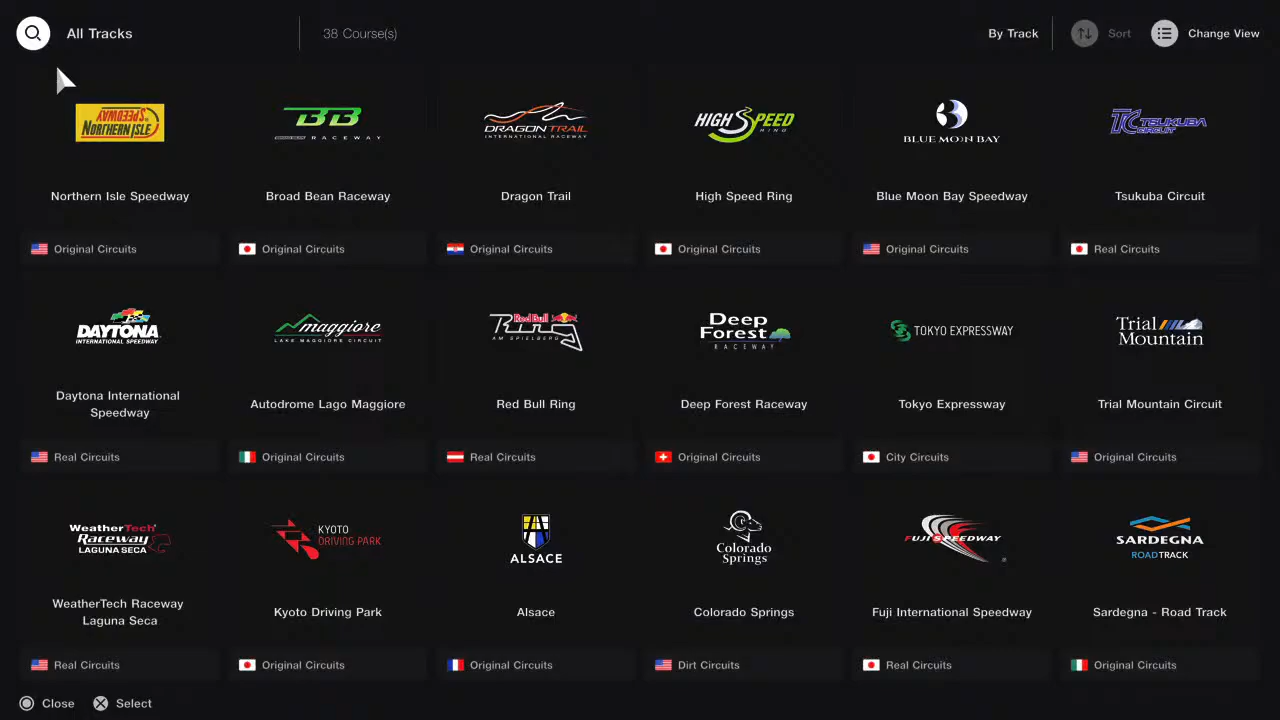 All Tracks
38 Course(s)
By Track
Sort
Change View
SPEEDWAY
NORTHERN ISLE
BB
RACEWAY
DRAGON TRAIL
INTERNATIONAL RACEWAY
HIGH SPEED
RING
BLUE MOON BAY
TC TSUKUBA
CIRCUIT
Northern Isle Speedway
Broad Bean Raceway
Dragon Trail
High Speed Ring
Blue Moon Bay Speedway
Tsukuba Circuit
Original Circuits
Original Circuits
Original Circuits
Original Circuits
Original Circuits
Real Circuits
DAYTONA
INTERNATIONAL SPEEDWAY
maggiore
LAKE MAGGIORE CIRCUIT
Red Bull
Ring
AM SPIELBERG
Deep
Forest
RACEWAY
TOKYO EXPRESSWAY
Trial
Mountain
Daytona International
Speedway
Autodrome Lago Maggiore
Red Bull Ring
Deep Forest Raceway
Tokyo Expressway
Trial Mountain Circuit
Real Circuits
Original Circuits
Real Circuits
Original Circuits
City Circuits
Original Circuits
WeatherTech
Raceway
LAGUNA SECA
KYOTO
DRIVING PARK
ALSACE
Colorado
Springs
FUJI SPEEDWAY
SARDEGNA
ROADTRACK
WeatherTech Raceway
Laguna Seca
Kyoto Driving Park
Alsace
Colorado Springs
Fuji International Speedway
Sardegna - Road Track
Real Circuits
Original Circuits
Original Circuits
Dirt Circuits
Real Circuits
Original Circuits
Close
Select